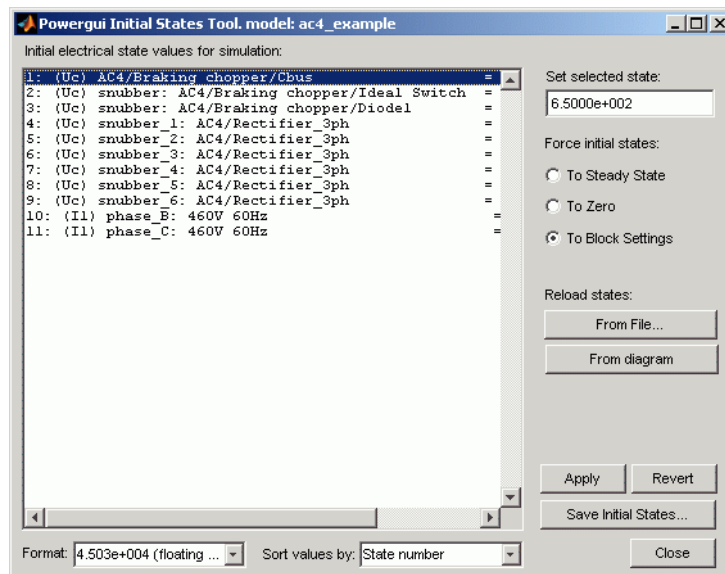 Powergui Initial States Tool. model: ac4_example
Initial electrical state values for simulation:
1: (Uc) AC4/Braking chopper/Cbus =
2: (Uc) snubber: AC4/Braking chopper/Ideal Switch =
3: (Uc) snubber: AC4/Braking chopper/Diode1 =
4: (Uc) snubber_1: AC4/Rectifier_3ph
5: (Uc) snubber_2: AC4/Rectifier_3ph
6: (Uc) snubber_3: AC4/Rectifier_3ph
7: (Uc) snubber_4: AC4/Rectifier_3ph
8: (Uc) snubber_5: AC4/Rectifier_3ph
9: (Uc) snubber_6: AC4/Rectifier_3ph
10: (Il) phase_B: 460V 60Hz =
11: (Il) phase_C: 460V 60Hz =
Set selected state:
6.5000e+002
Force initial states:
To Steady State
To Zero
To Block Settings
Reload states:
From File...
From diagram
Apply Revert
Save Initial States...
Format: 4.503e+004 (floating ... Sort values by: State number Close